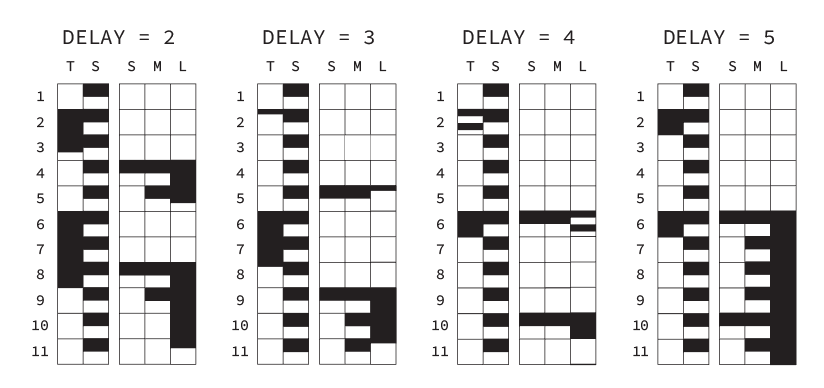 DELAY = 2 DELAY = 3 DELAY = 4 DELAY = 5
T S S M L T S S M L T S S M L T S S M L
1 1 1 1
2 2 2 2
3 3 3 3
4 4 4 4
5 5 5 5
6 6 6 6
7 7 7 7
8 8 8 8
9 9 9 9
10 10 10 10
11 11 11 11